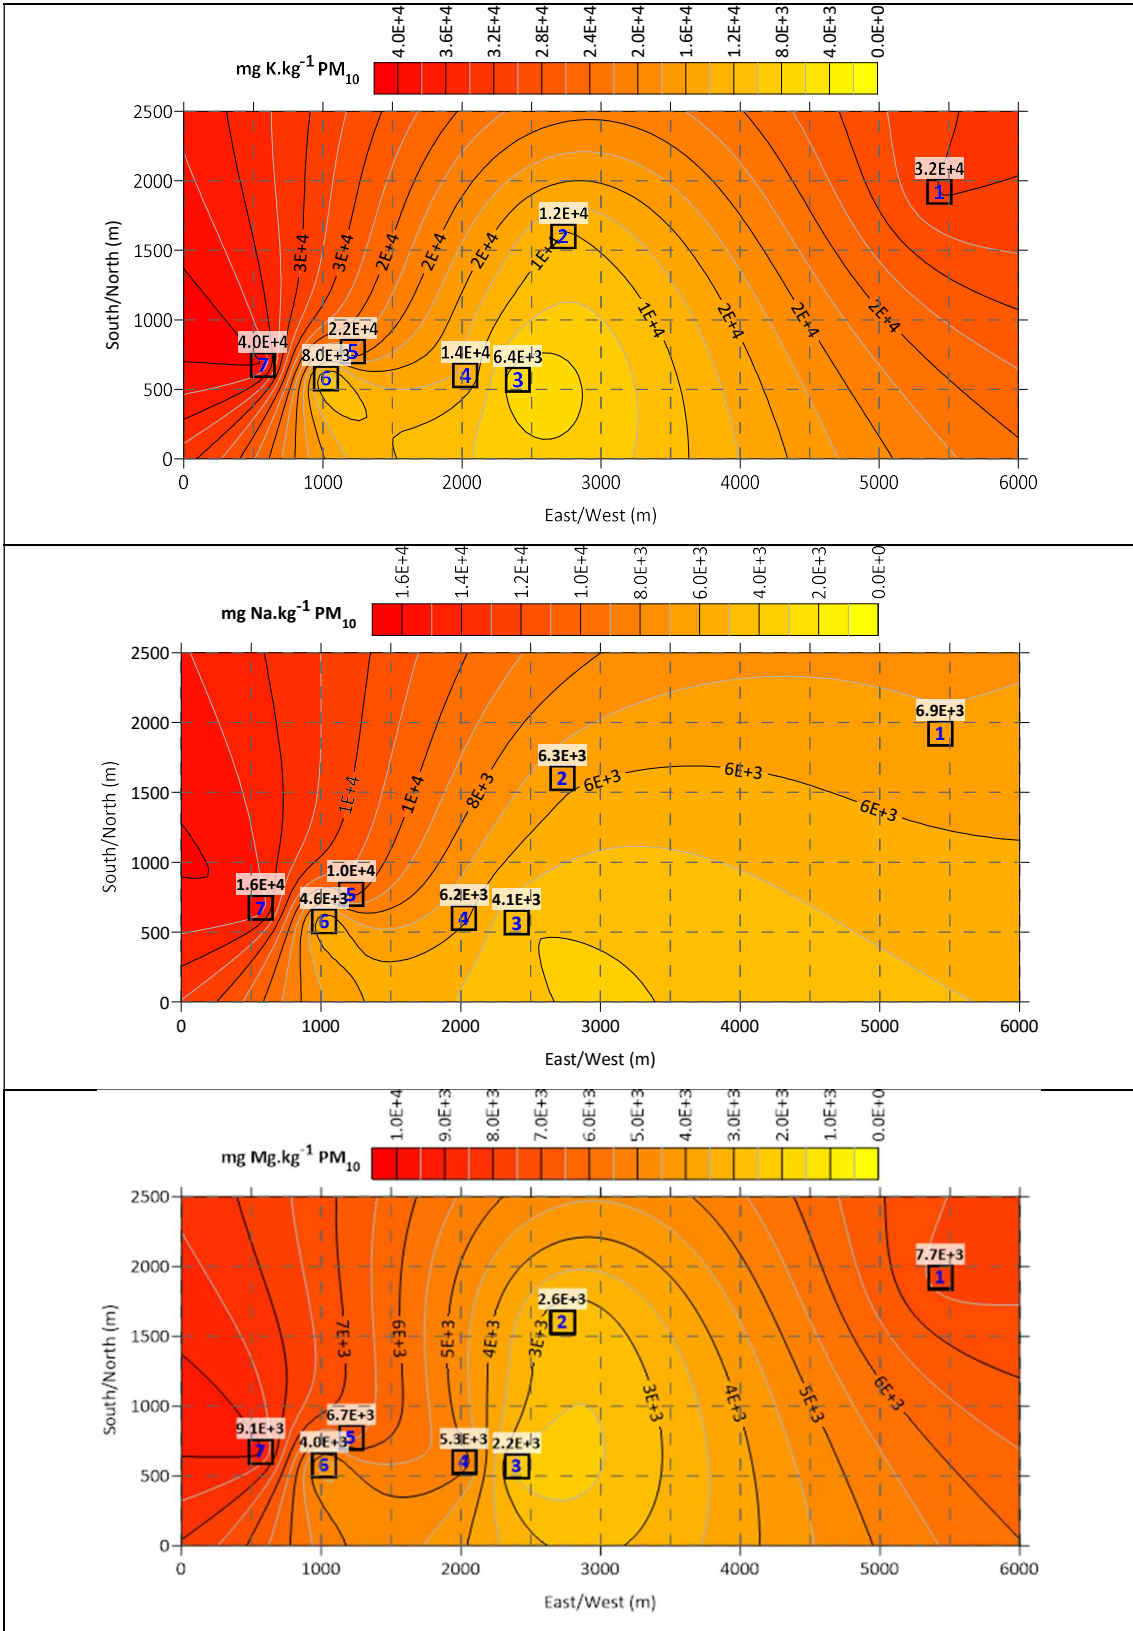 4.0E+4 3.6E+4 3.2E+4 2.8E+4 2.4E+4 2.0E+4 1.6E+4 1.2E+4 8.0E+3 4.0E+3 0.0E+0
mg K.kg-1 PM10
2500
2000
1500
1000
500
0
South/North (m)
3.2E+4
1
1.2E+4
2
3E+4 3E+4 2E+4 2E+4 2E+4 1E+4
1E+4 2E+4 2E+4 2E+4
4.0E+4
7
2.2E+4
5
8.0E+3
6
1.4E+4
4
6.4E+3
3
0 1000 2000 3000 4000 5000 6000
East/West (m)
1.6E+4 1.4E+4 1.2E+4 1.0E+4 8.0E+3 6.0E+3 4.0E+3 2.0E+3 0.0E+0
mg Na.kg-1 PM10
2500
2000
1500
1000
500
0
South/North (m)
6.9E+3
1
6.3E+3
2
1E+4 1E+4 8E+3 6E+3 6E+3 6E+3
1.6E+4
7
1.0E+4
5
4.6E+3
6
6.2E+3
4
4.1E+3
3
0 1000 2000 3000 4000 5000 6000
East/West (m)
1.0E+4 9.0E+3 8.0E+3 7.0E+3 6.0E+3 5.0E+3 4.0E+3 3.0E+3 2.0E+3 1.0E+3 0.0E+0
mg Mg.kg-1 PM10
2500
2000
1500
1000
500
0
South/North (m)
7.7E+3
1
2.6E+3
2
7E+3 6E+3 5E+3 4E+3 3E+3
3E+3 4E+3 5E+3 6E+3
9.1E+3
7
6.7E+3
5
4.0E+3
6
5.3E+3
4
2.2E+3
3
0 1000 2000 3000 4000 5000 6000
East/West (m)